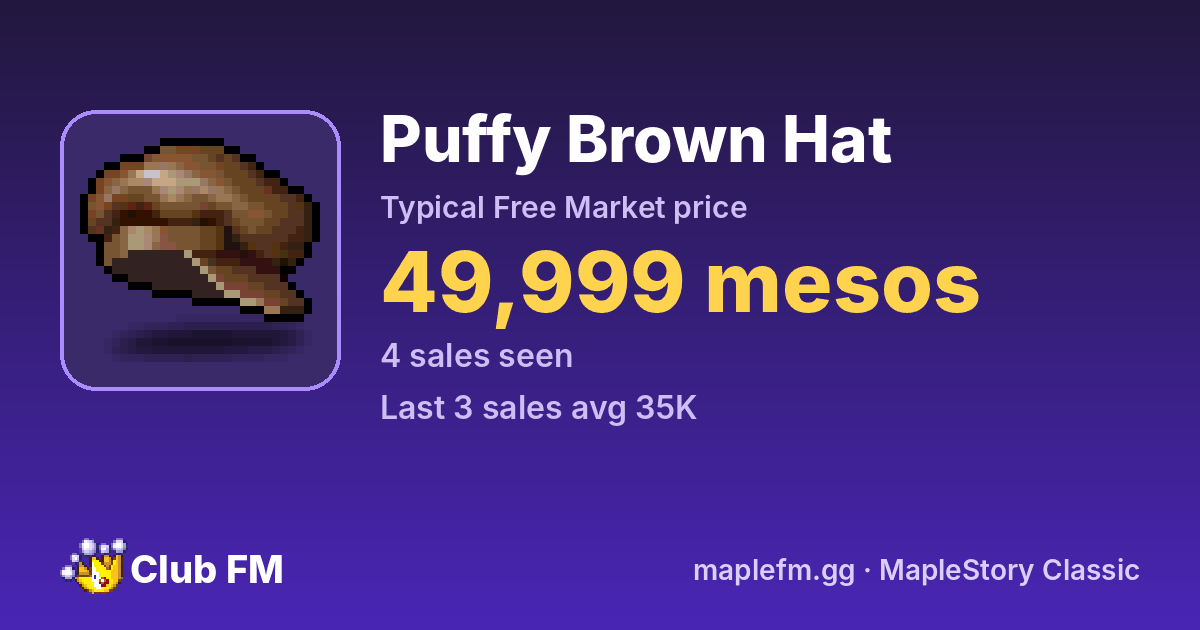 Puffy Brown Hat
Typical Free Market price
49,999 mesos
4 sales seen
Last 3 sales avg 35K
Club FM
maplefm.gg · MapleStory Classic